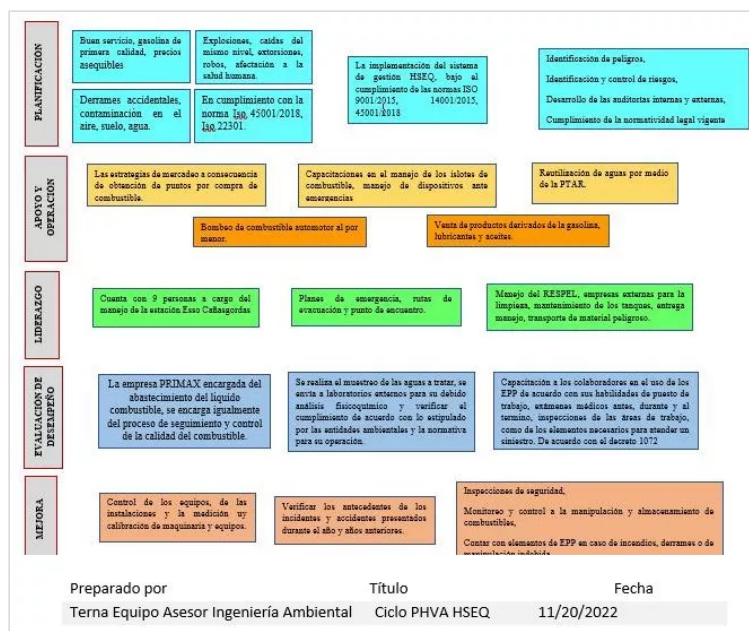 PLANIFICACIÓN
Buen servicio, gasolina de
primera calidad, precios
asequibles
Explosiones, caídas del
mismo nivel, extorsiones,
robos, afectación a la
salud humana.
Derrames accidentales,
contaminación en el
aire, suelo, agua.
En cumplimiento con la
norma Iso, 45001/2018,
Iso 22301.
La implementación del sistema
de gestión HSEQ, bajo el
cumplimiento de las normas ISO
9001/2015, 14001/2015,
45001/2018
Identificación de peligros,
Identificación y control de riesgos,
Desarrollo de las auditorías internas y externas,
Cumplimiento de la normatividad legal vigente
APOYO Y
OPERACIÓN
Las estrategias de mercadeo a consecuencia
de obtención de puntos por compra de
combustible.
Capacitaciones en el manejo de los islotes de
combustible, manejo de dispositivos ante
emergencias
Reutilización de aguas por medio
de la PTAR.
Bombeo de combustible automotor al por
menor.
Venta de productos derivados de la gasolina,
lubricantes y aceites.
LIDERAZGO
Cuenta con 9 personas a cargo del
manejo de la estación Esso Cañasgordas
Planes de emergencia, rutas de
evacuación y punto de encuentro.
Manejo del RESPEL, empresas externas para la
limpieza, mantenimiento de los tanques, entrega
manejo, transporte de material peligroso.
EVALUACIÓN DE
DESEMPEÑO
La empresa PRIMAX encargada del
abastecimiento del liquido
combustible, se encarga igualmente
del proceso de seguimiento y control
de la calidad del combustible.
Se realiza el muestreo de las aguas a tratar, se
envía a laboratorios externos para su debido
análisis fisicoquímico y verificar el
cumplimiento de acuerdo con lo estipulado
por las entidades ambientales y la normativa
para su operación.
Capacitación a los colaboradores en el uso de los
EPP de acuerdo con sus habilidades de puesto de
trabajo, exámenes médicos antes, durante y al
termino, inspecciones de las áreas de trabajo,
como de los elementos necesarios para atender un
siniestro. De acuerdo con el decreto 1072
MEJORA
Control de los equipos, de las
instalaciones y la medición uy
calibración de maquinaria y equipos.
Verificar los antecedentes de los
incidentes y accidentes presentados
durante el año y años anteriores.
Inspecciones de seguridad,
Monitoreo y control a la manipulación y almacenamiento de
combustibles,
Contar con elementos de EPP en caso de incendios, derrames o de
manipulación indebida
Preparado por Título Fecha
Terna Equipo Asesor Ingeniería Ambiental Ciclo PHVA HSEQ 11/20/2022